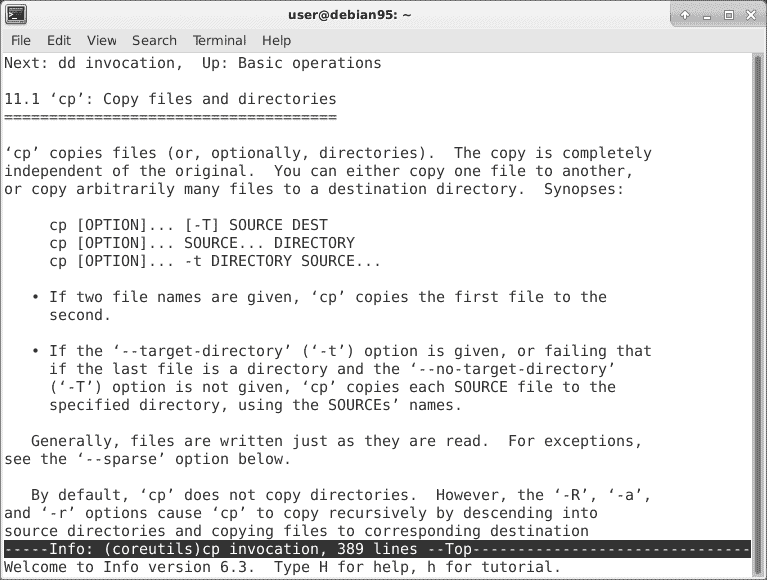 user@debian95: ~
File Edit View Search Terminal Help
Next: dd invocation,  Up: Basic operations
11.1 ‘cp’: Copy files and directories
=====================================
‘cp’ copies files (or, optionally, directories).  The copy is completely
independent of the original.  You can either copy one file to another,
or copy arbitrarily many files to a destination directory.  Synopses:
cp [OPTION]... [-T] SOURCE DEST
cp [OPTION]... SOURCE... DIRECTORY
cp [OPTION]... -t DIRECTORY SOURCE...
• If two file names are given, ‘cp’ copies the first file to the
second.
• If the ‘--target-directory’ (‘-t’) option is given, or failing that
if the last file is a directory and the ‘--no-target-directory’
(‘-T’) option is not given, ‘cp’ copies each SOURCE file to the
specified directory, using the SOURCEs’ names.
Generally, files are written just as they are read.  For exceptions,
see the ‘--sparse’ option below.
By default, ‘cp’ does not copy directories.  However, the ‘-R’, ‘-a’,
and ‘-r’ options cause ‘cp’ to copy recursively by descending into
source directories and copying files to corresponding destination
-----Info: (coreutils)cp invocation, 389 lines --Top-------------------------------
Welcome to Info version 6.3.  Type H for help, h for tutorial.